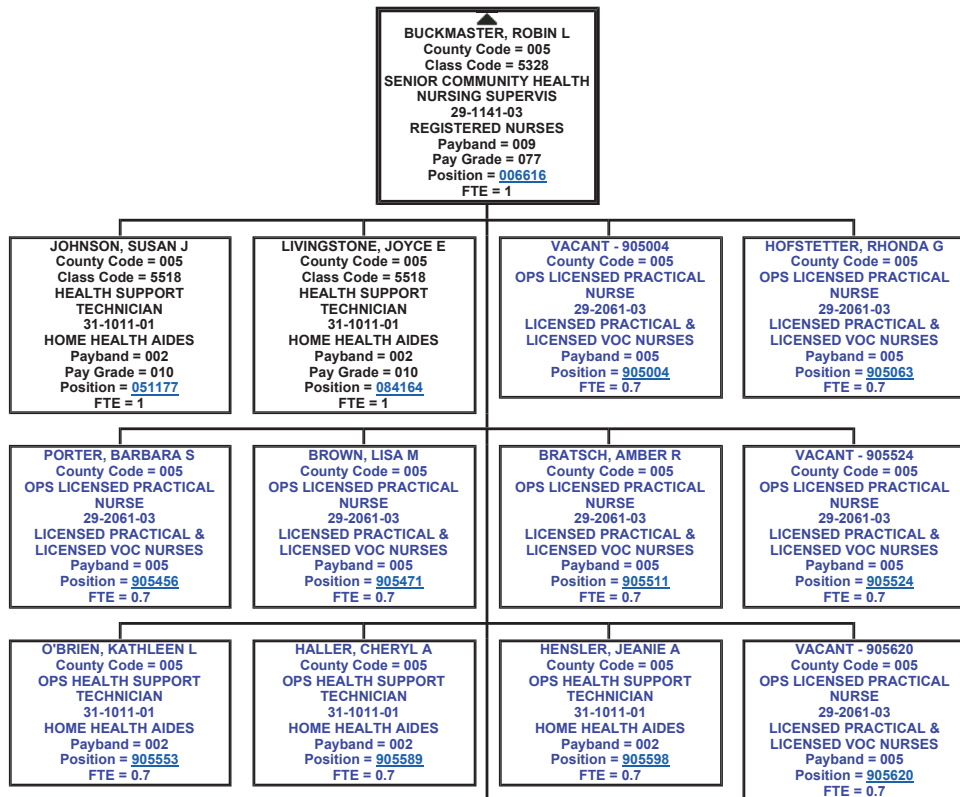 BUCKMASTER, ROBIN L
County Code = 005
Class Code = 5328
SENIOR COMMUNITY HEALTH
NURSING SUPERVIS
29-1141-03
REGISTERED NURSES
Payband = 009
Pay Grade = 077
Position = 006616
FTE = 1
JOHNSON, SUSAN J
County Code = 005
Class Code = 5518
HEALTH SUPPORT
TECHNICIAN
31-1011-01
HOME HEALTH AIDES
Payband = 002
Pay Grade = 010
Position = 051177
FTE = 1
LIVINGSTONE, JOYCE E
County Code = 005
Class Code = 5518
HEALTH SUPPORT
TECHNICIAN
31-1011-01
HOME HEALTH AIDES
Payband = 002
Pay Grade = 010
Position = 084164
FTE = 1
VACANT - 905004
County Code = 005
OPS LICENSED PRACTICAL
NURSE
29-2061-03
LICENSED PRACTICAL &
LICENSED VOC NURSES
Payband = 005
Position = 905004
FTE = 0.7
HOFSTETTER, RHONDA G
County Code = 005
OPS LICENSED PRACTICAL
NURSE
29-2061-03
LICENSED PRACTICAL &
LICENSED VOC NURSES
Payband = 005
Position = 905063
FTE = 0.7
PORTER, BARBARA S
County Code = 005
OPS LICENSED PRACTICAL
NURSE
29-2061-03
LICENSED PRACTICAL &
LICENSED VOC NURSES
Payband = 005
Position = 905456
FTE = 0.7
BROWN, LISA M
County Code = 005
OPS LICENSED PRACTICAL
NURSE
29-2061-03
LICENSED PRACTICAL &
LICENSED VOC NURSES
Payband = 005
Position = 905471
FTE = 0.7
BRATSCH, AMBER R
County Code = 005
OPS LICENSED PRACTICAL
NURSE
29-2061-03
LICENSED PRACTICAL &
LICENSED VOC NURSES
Payband = 005
Position = 905511
FTE = 0.7
VACANT - 905524
County Code = 005
OPS LICENSED PRACTICAL
NURSE
29-2061-03
LICENSED PRACTICAL &
LICENSED VOC NURSES
Payband = 005
Position = 905524
FTE = 0.7
O'BRIEN, KATHLEEN L
County Code = 005
OPS HEALTH SUPPORT
TECHNICIAN
31-1011-01
HOME HEALTH AIDES
Payband = 002
Position = 905553
FTE = 0.7
HALLER, CHERYL A
County Code = 005
OPS HEALTH SUPPORT
TECHNICIAN
31-1011-01
HOME HEALTH AIDES
Payband = 002
Position = 905589
FTE = 0.7
HENSLER, JEANIE A
County Code = 005
OPS HEALTH SUPPORT
TECHNICIAN
31-1011-01
HOME HEALTH AIDES
Payband = 002
Position = 905598
FTE = 0.7
VACANT - 905620
County Code = 005
OPS LICENSED PRACTICAL
NURSE
29-2061-03
LICENSED PRACTICAL &
LICENSED VOC NURSES
Payband = 005
Position = 905620
FTE = 0.7